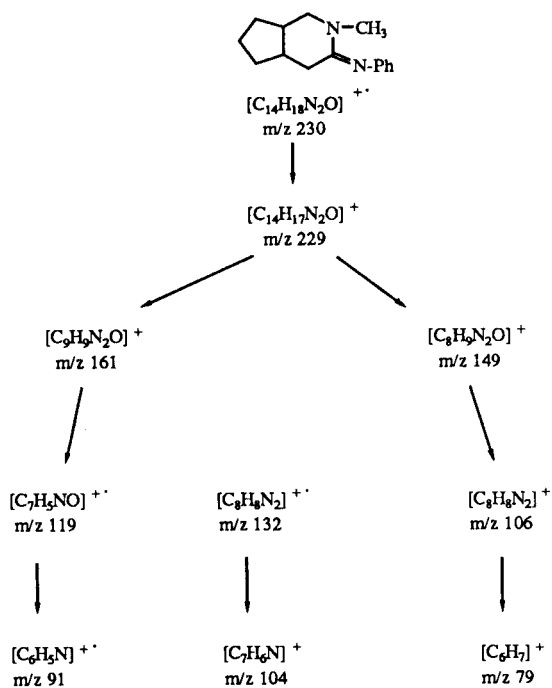 N-CH₃
N-Ph
[C₁₄H₁₈N₂O]⁺·
m/z 230
[C₁₄H₁₇N₂O]⁺
m/z 229
[C₉H₉N₂O]⁺
m/z 161
[C₈H₉N₂O]⁺
m/z 149
[C₇H₅NO]⁺·
m/z 119
[C₈H₈N₂]⁺·
m/z 132
[C₈H₈N₂]⁺
m/z 106
[C₆H₅N]⁺·
m/z 91
[C₇H₆N]⁺
m/z 104
[C₆H₇]⁺
m/z 79